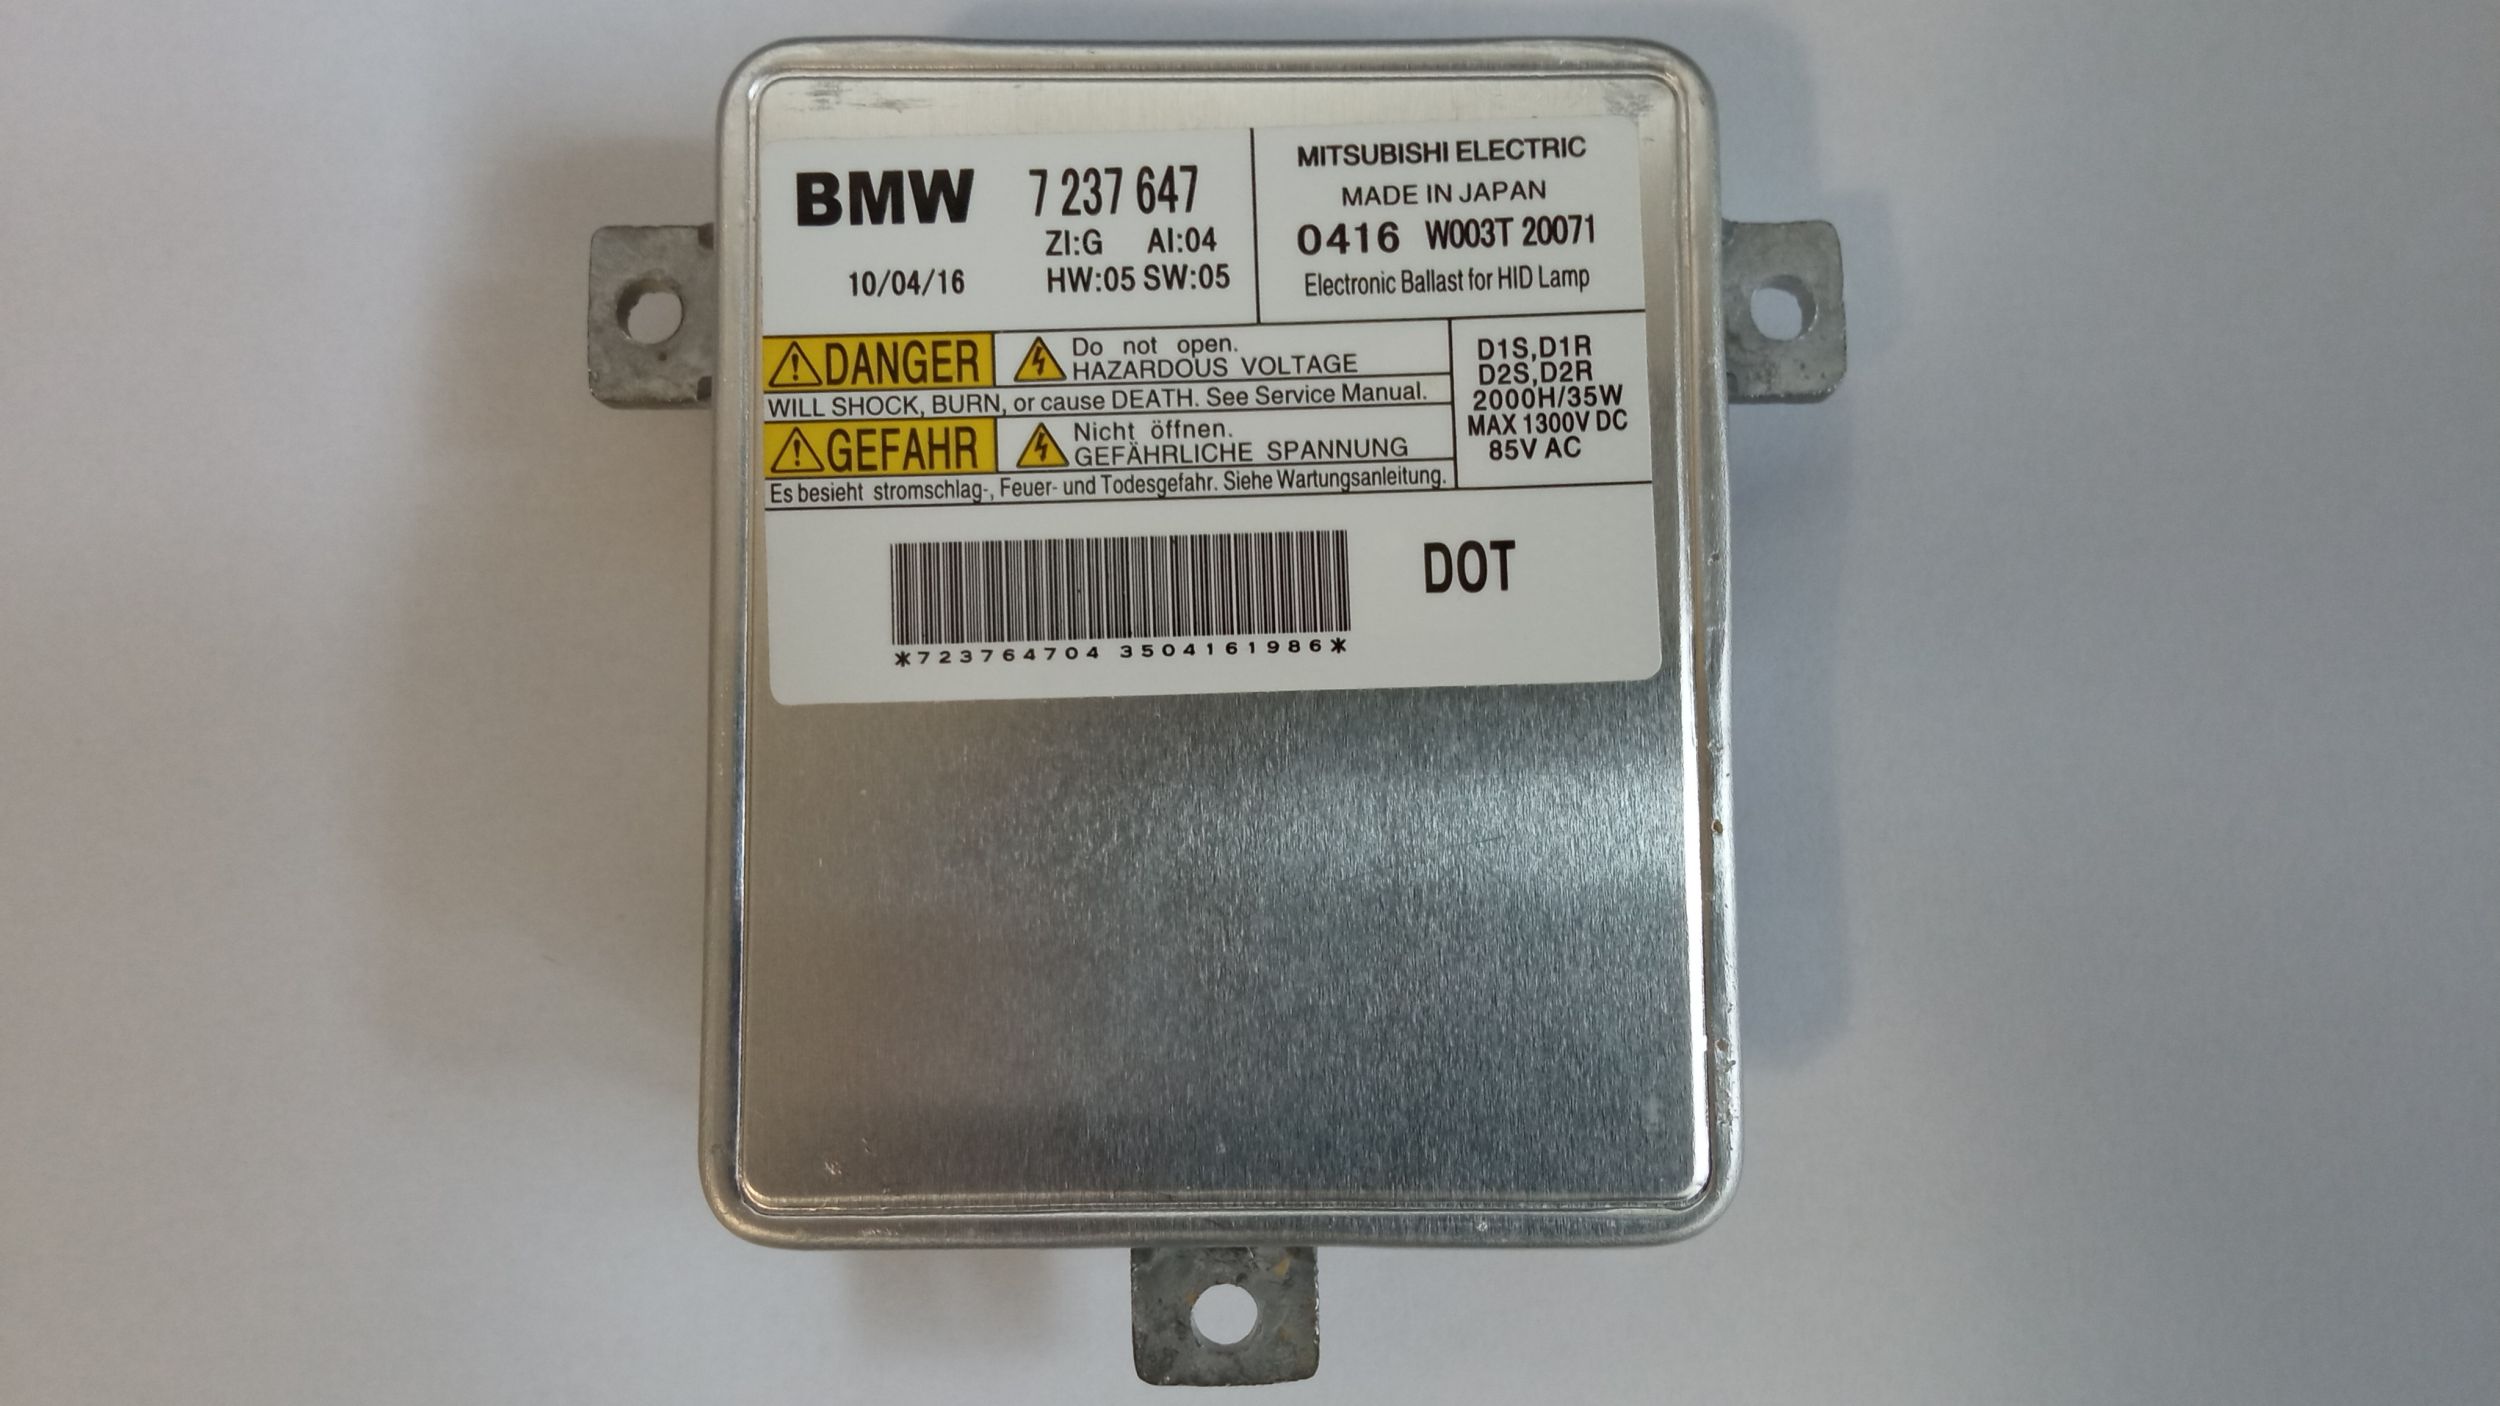 BMW 7 237 647
ZI:G AI:04
10/04/16 HW:05 SW:05
MITSUBISHI ELECTRIC
MADE IN JAPAN
0416 W003T 20071
Electronic Ballast for HID Lamp
DANGER
Do not open.
HAZARDOUS VOLTAGE
WILL SHOCK, BURN, or cause DEATH. See Service Manual.
GEFAHR
Nicht öffnen.
GEFÄHRLICHE SPANNUNG
Es besieht stromschlag-, Feuer- und Todesgefahr. Siehe Wartungsanleitung.
D1S,D1R
D2S,D2R
2000H/35W
MAX 1300V DC
85V AC
DOT
*723764704 3504161986*